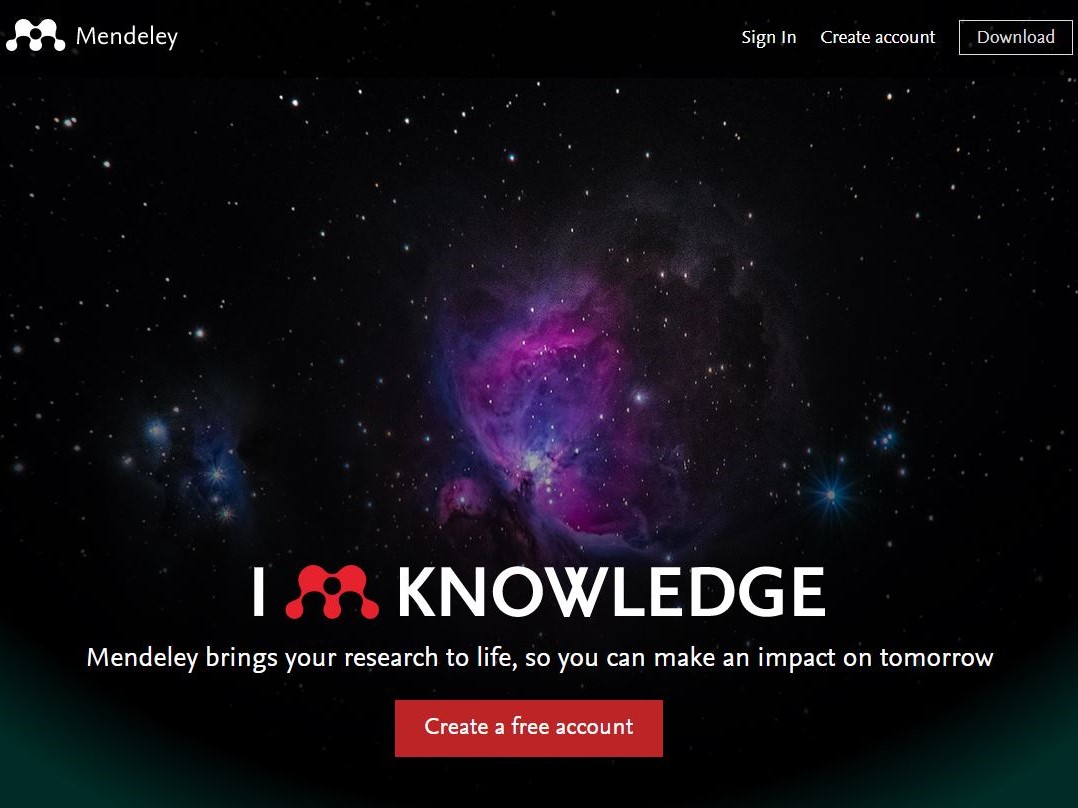 Mendeley
Sign In
Create account
Download
I KNOWLEDGE
Mendeley brings your research to life, so you can make an impact on tomorrow
Create a free account